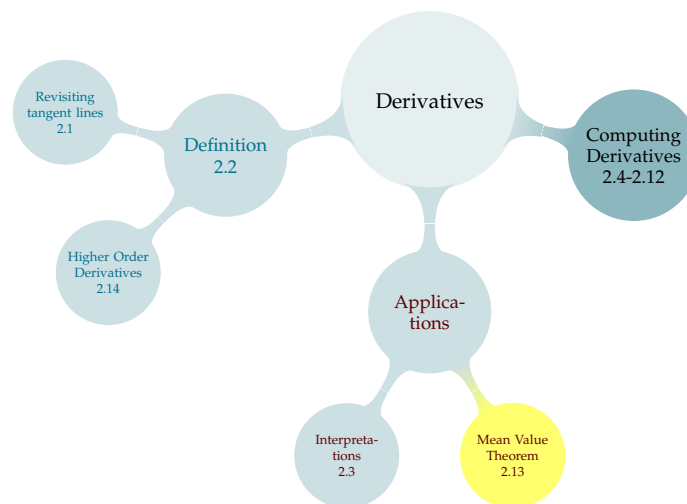 Derivatives
Revisiting
tangent lines
2.1
Definition
2.2
Computing
Derivatives
2.4-2.12
Higher Order
Derivatives
2.14
Applica-
tions
Interpreta-
tions
2.3
Mean Value
Theorem
2.13